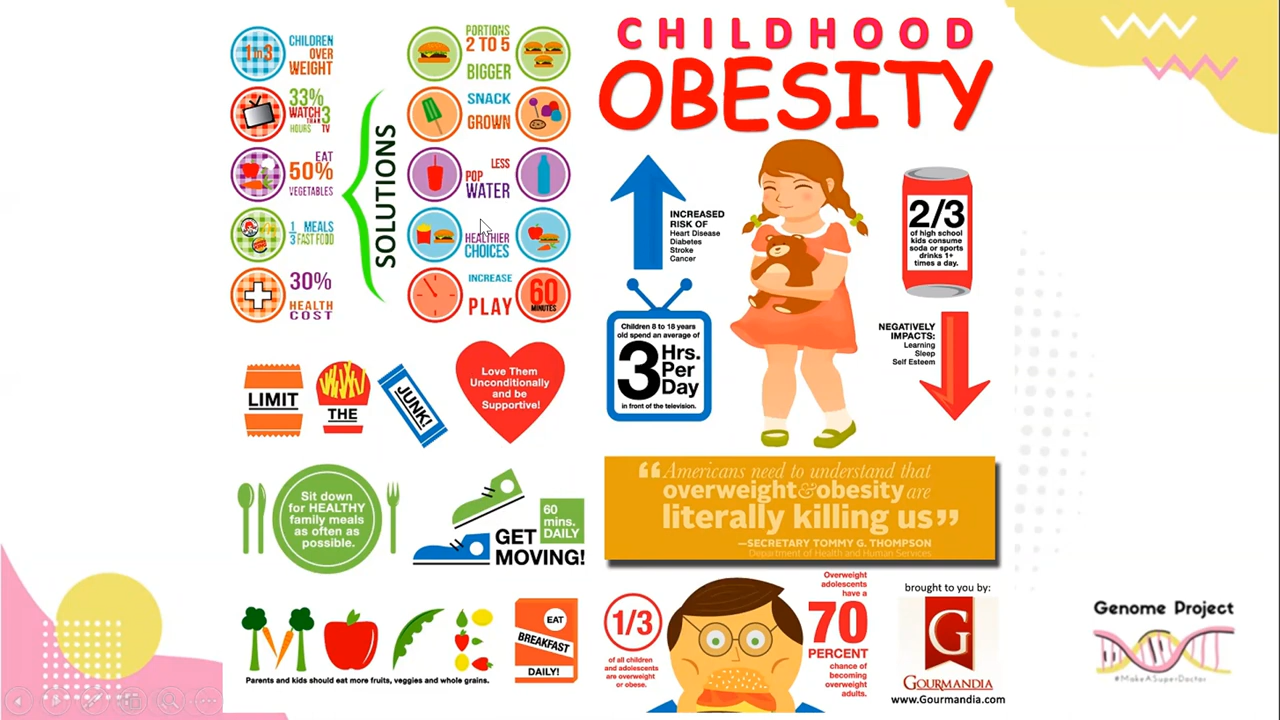 1 in 3
CHILDREN
OVER
WEIGHT
33%
WATCH THAN 3
HOURS TV
EAT
50%
VEGETABLES
1/3 MEALS
FAST FOOD
30%
HEALTH
COST
SOLUTIONS
PORTIONS
2 TO 5
BIGGER
SNACK
GROWN
LESS
POP
WATER
HEALTHIER
CHOICES
INCREASE
PLAY
60
MINUTES
LIMIT
THE
JUNK!
Love Them
Unconditionally
and be
Supportive!
Sit down
for HEALTHY
family meals
as often as
possible.
60
mins.
DAILY
GET
MOVING!
EAT
BREAKFAST
DAILY!
Parents and kids should eat more fruits, veggies and whole grains.
CHILDHOOD
OBESITY
INCREASED
RISK OF
Heart Disease
Diabetes
Stroke
Cancer
2/3
of high school
kids consume
soda or sports
drinks 1+
times a day.
Children 8 to 18 years
old spend an average of
3 Hrs.
Per
Day
in front of the television.
NEGATIVELY
IMPACTS:
Learning
Sleep
Self Esteem
“Americans need to understand that
overweight & obesity are
literally killing us”
—SECRETARY TOMMY G. THOMPSON
Department of Health and Human Services
1/3
of all children
and adolescents
are overweight
or obese.
Overweight
adolescents
have a
70
PERCENT
chance of
becoming
overweight
adults.
brought to you by:
G
GOURMANDIA
www.Gourmandia.com
Genome Project
#MakeASuperDoctor